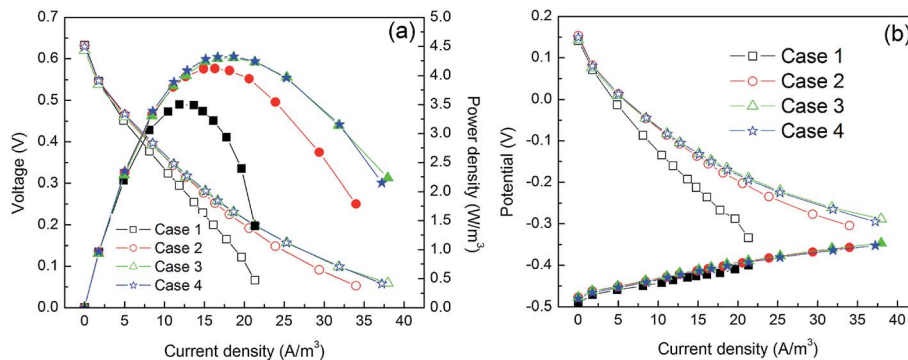 (a)
Voltage (V)
0.7
0.6
0.5
0.4
0.3
0.2
0.1
0.0
Case 1
Case 2
Case 3
Case 4
0 5 10 15 20 25 30 35 40
Current density (A/m³)
5.0
4.5
4.0
3.5
3.0
2.5
2.0
1.5
1.0
0.5
0.0
Power density (W/m³)
(b)
Potential (V)
0.2
0.1
0.0
-0.1
-0.2
-0.3
-0.4
-0.5
Case 1
Case 2
Case 3
Case 4
0 5 10 15 20 25 30 35 40
Current density (A/m³)